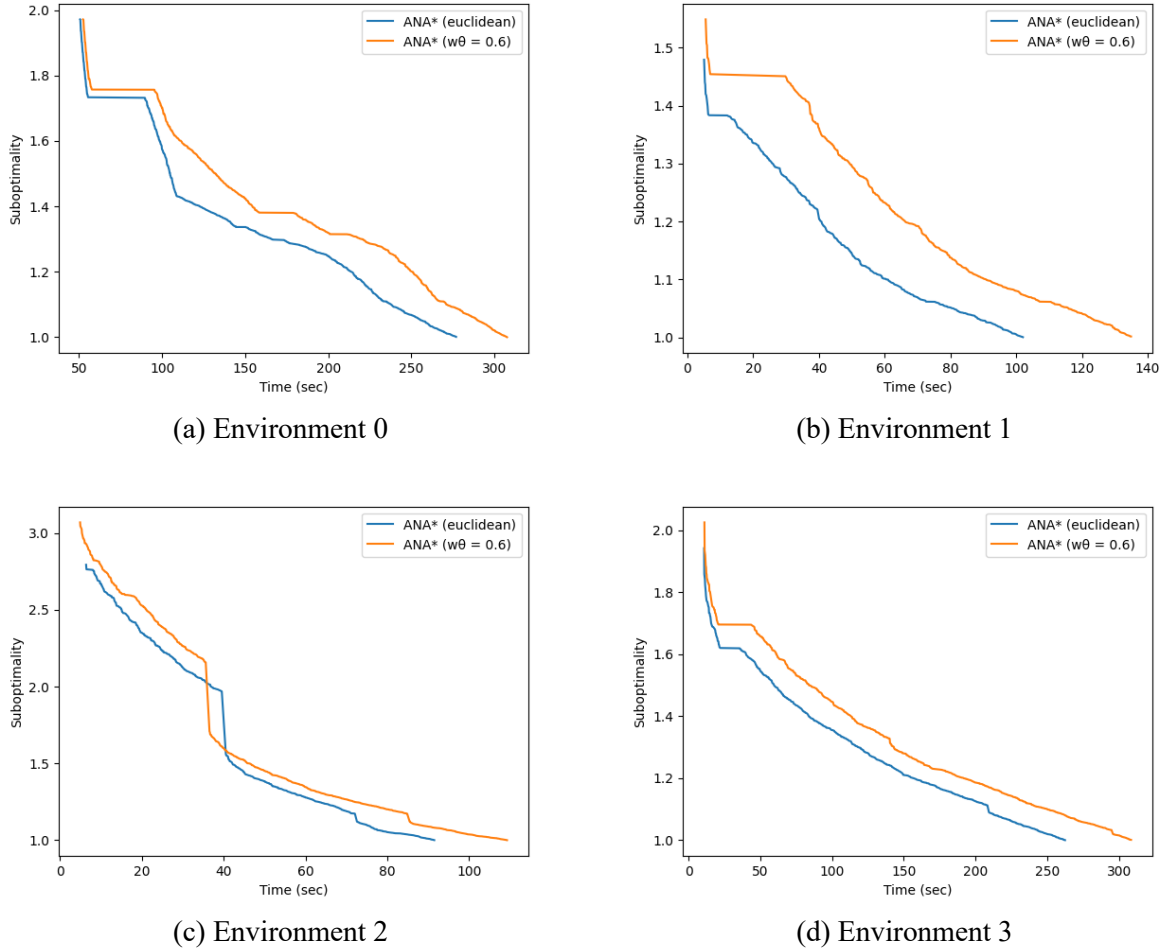 2.0
1.8
1.6
1.4
1.2
1.0
Suboptimality
ANA* (euclidean)
ANA* (wθ = 0.6)
50 100 150 200 250 300
Time (sec)
(a) Environment 0
1.5
1.4
1.3
1.2
1.1
1.0
Suboptimality
ANA* (euclidean)
ANA* (wθ = 0.6)
0 20 40 60 80 100 120 140
Time (sec)
(b) Environment 1
3.0
2.5
2.0
1.5
1.0
Suboptimality
ANA* (euclidean)
ANA* (wθ = 0.6)
0 20 40 60 80 100
Time (sec)
(c) Environment 2
2.0
1.8
1.6
1.4
1.2
1.0
Suboptimality
ANA* (euclidean)
ANA* (wθ = 0.6)
0 50 100 150 200 250 300
Time (sec)
(d) Environment 3